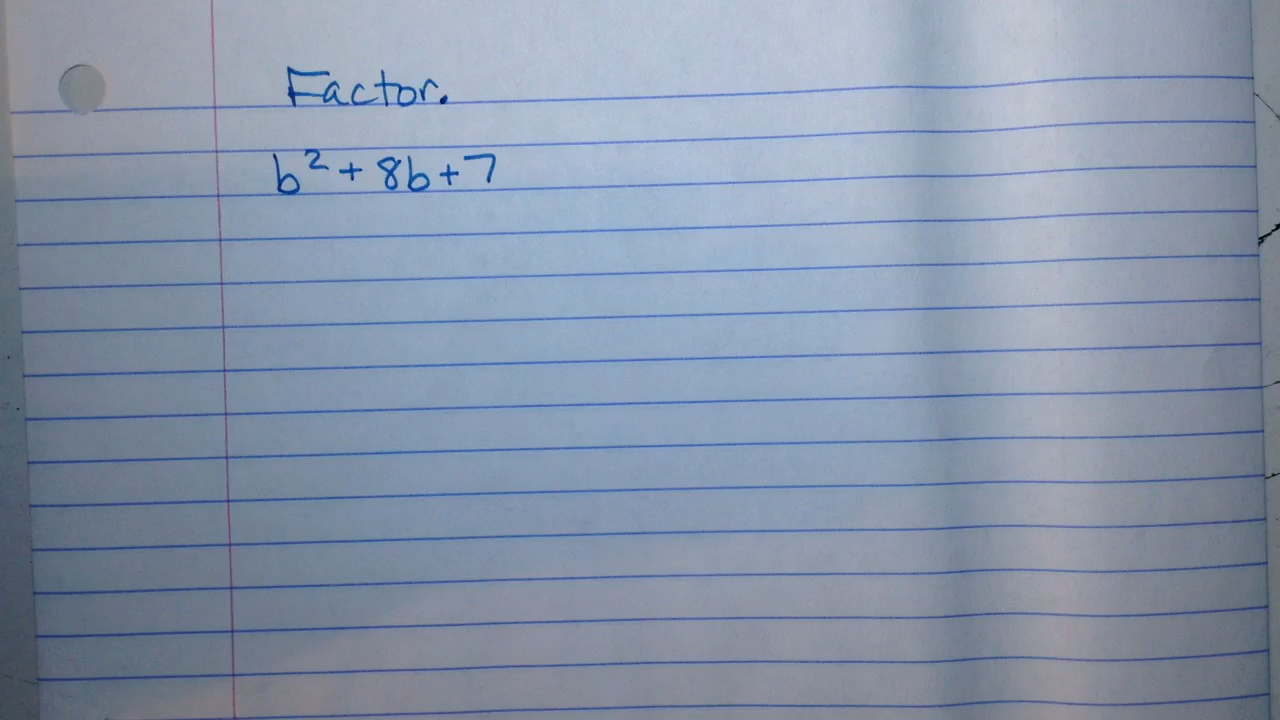 Factor.
b² + 8b + 7